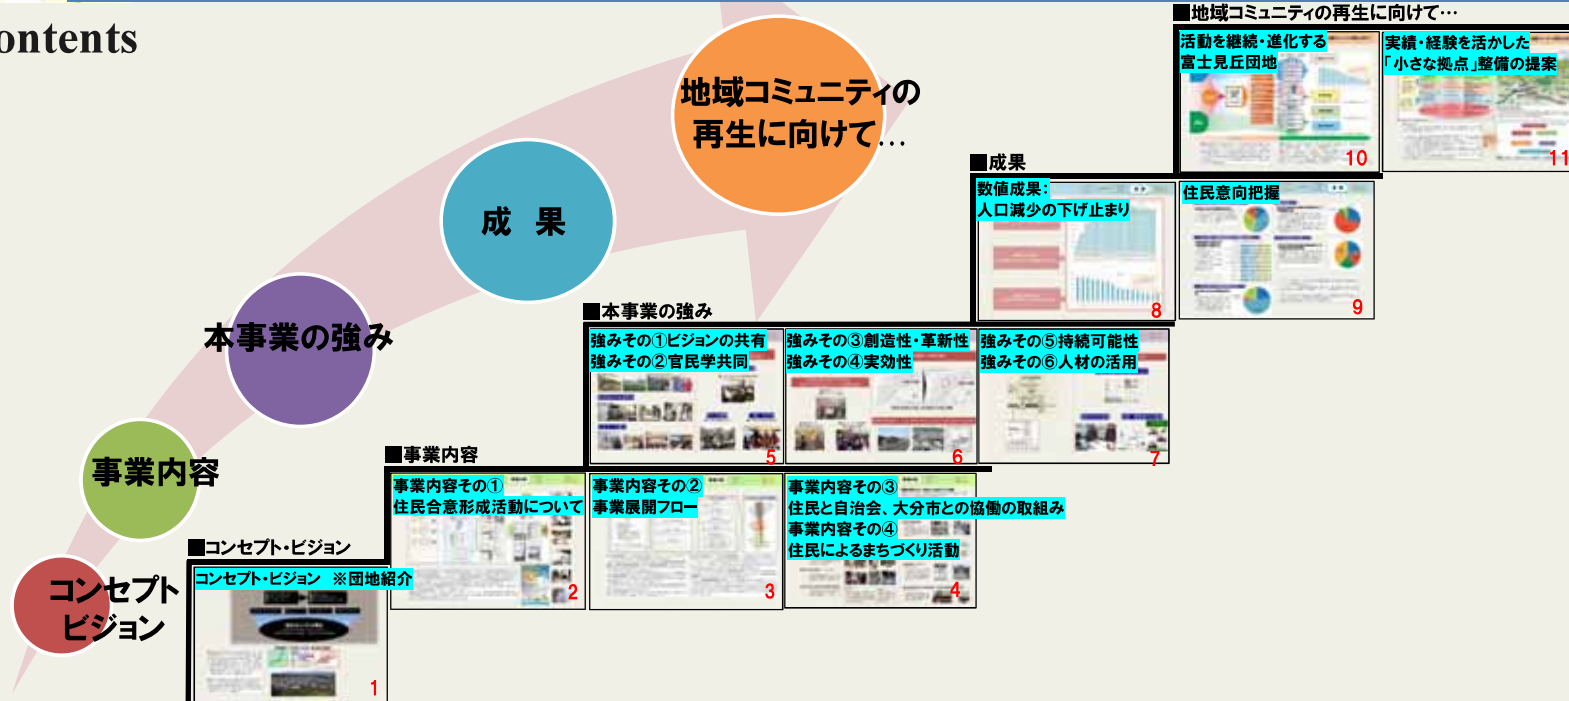 ontents
地域コミュニティの
再生に向けて…
成 果
本事業の強み
事業内容
コンセプト
ビジョン
■コンセプト・ビジョン
コンセプト・ビジョン ※団地紹介
1
■事業内容
事業内容その①
住民合意形成活動について
2
事業内容その②
事業展開フロー
3
事業内容その③
住民と自治会、大分市との協働の取組み
事業内容その④
住民によるまちづくり活動
4
■本事業の強み
強みその①ビジョンの共有
強みその②官民学共同
5
強みその③創造性・革新性
強みその④実効性
6
強みその⑤持続可能性
強みその⑥人材の活用
7
■成果
数値成果:
人口減少の下げ止まり
8
住民意向把握
9
■地域コミュニティの再生に向けて…
活動を継続・進化する
富士見丘団地
10
実績・経験を活かした
「小さな拠点」整備の提案
11